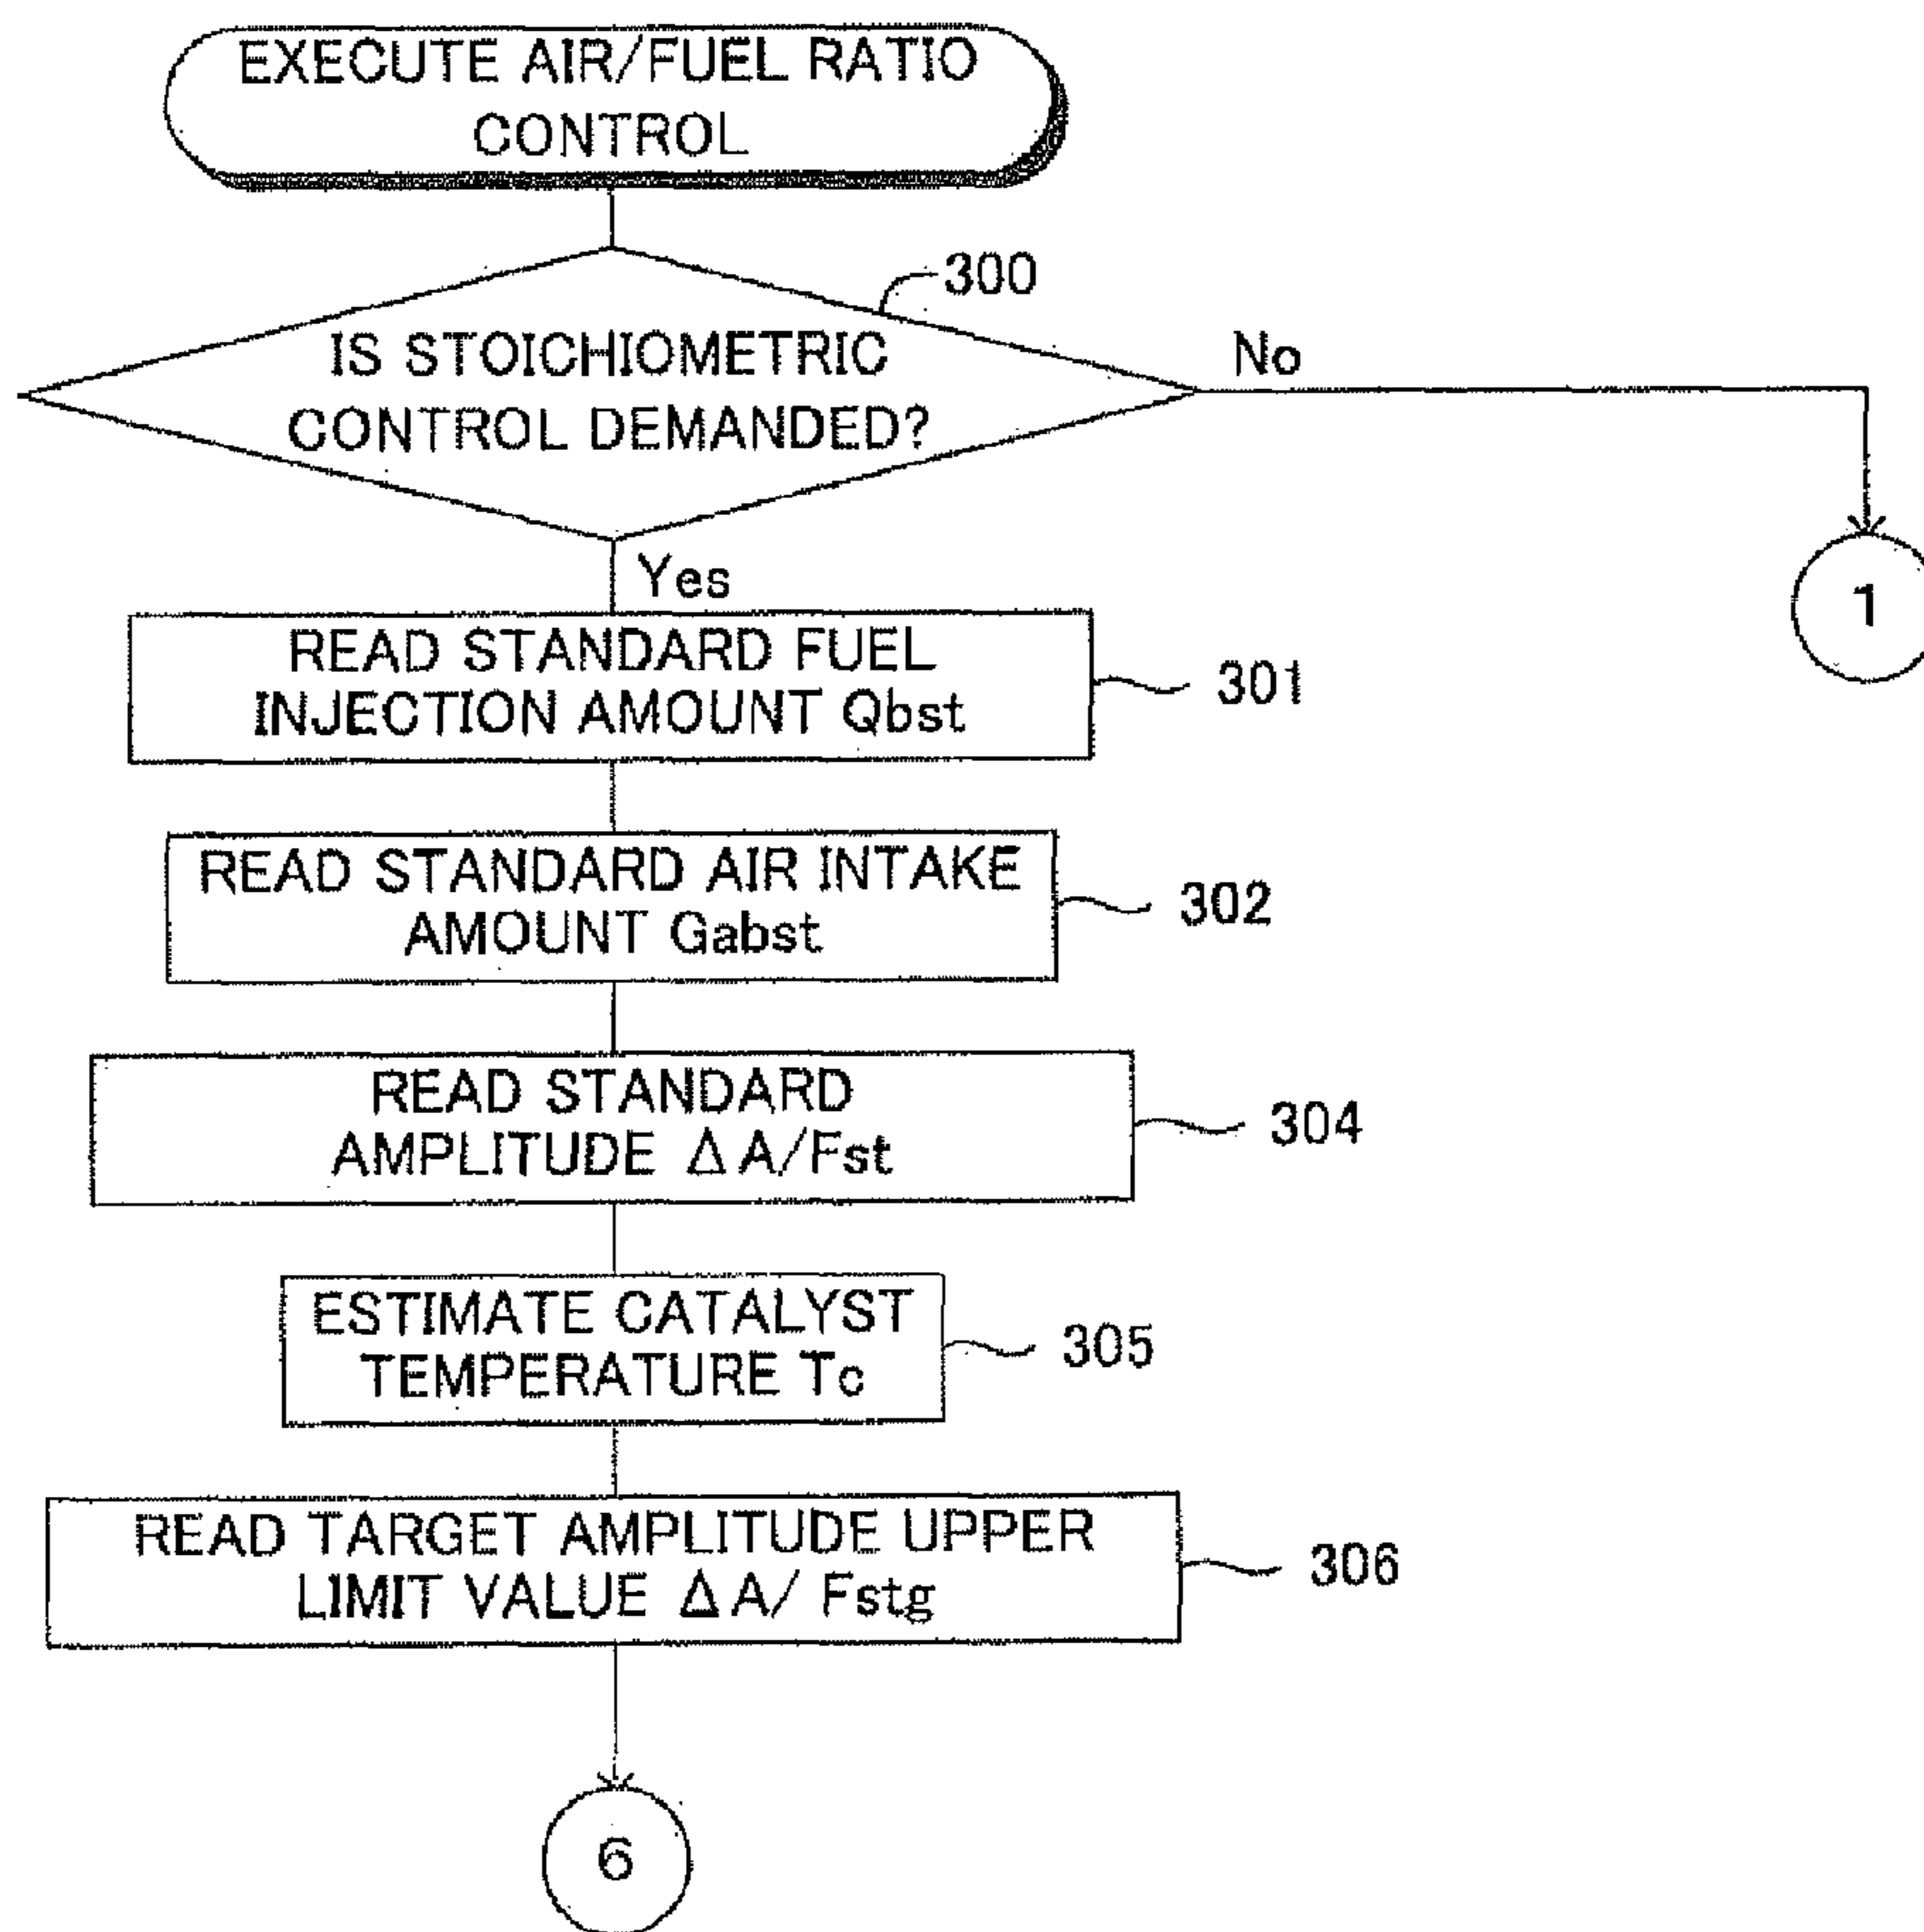 EXECUTE AIR/FUEL RATIO
CONTROL
300
IS STOICHIOMETRIC
CONTROL DEMANDED?
No
1
Yes
READ STANDARD FUEL
INJECTION AMOUNT Qbst
301
READ STANDARD AIR INTAKE
AMOUNT Gabst
302
READ STANDARD
AMPLITUDE Δ A/Fst
304
ESTIMATE CATALYST
TEMPERATURE Tc
305
READ TARGET AMPLITUDE UPPER
LIMIT VALUE Δ A/ Fstg
306
6